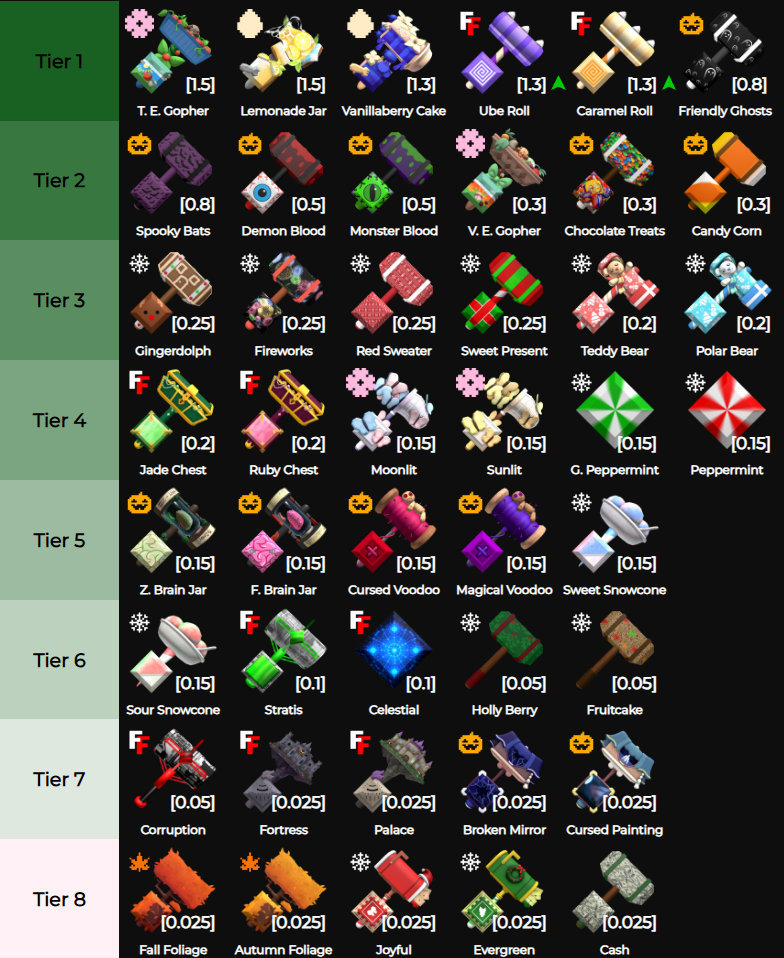 Tier 1
[1.5] [1.5] [1.3] [1.3] [1.3] [0.8]
T. E. Gopher Lemonade Jar Vanillaberry Cake Ube Roll Caramel Roll Friendly Ghosts
Tier 2
[0.8] [0.5] [0.5] [0.3] [0.3] [0.3]
Spooky Bats Demon Blood Monster Blood V. E. Gopher Chocolate Treats Candy Corn
Tier 3
[0.25] [0.25] [0.25] [0.25] [0.2] [0.2]
Gingerdolph Fireworks Red Sweater Sweet Present Teddy Bear Polar Bear
Tier 4
[0.2] [0.2] [0.15] [0.15] [0.15] [0.15]
Jade Chest Ruby Chest Moonlit Sunlit G. Peppermint Peppermint
Tier 5
[0.15] [0.15] [0.15] [0.15] [0.15]
Z. Brain Jar F. Brain Jar Cursed Voodoo Magical Voodoo Sweet Snowcone
Tier 6
[0.15] [0.1] [0.1] [0.05] [0.05]
Sour Snowcone Stratis Celestial Holly Berry Fruitcake
Tier 7
[0.05] [0.025] [0.025] [0.025] [0.025]
Corruption Fortress Palace Broken Mirror Cursed Painting
Tier 8
[0.025] [0.025] [0.025] [0.025] [0.025]
Fall Foliage Autumn Foliage Joyful Evergreen Cash